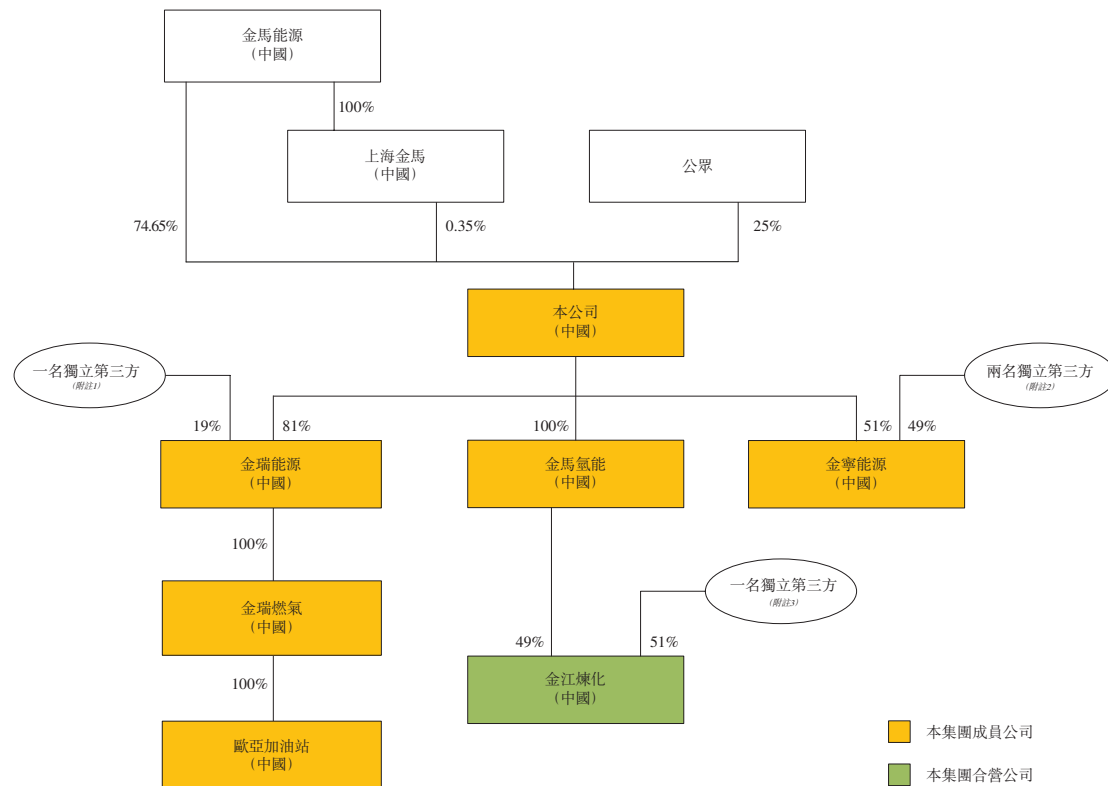 金馬能源
(中國)
100%
上海金馬
(中國)
公眾
74.65%
0.35%
25%
本公司
(中國)
一名獨立第三方
(附註1)
兩名獨立第三方
(附註2)
19%
81%
100%
51%
49%
金瑞能源
(中國)
金馬氫能
(中國)
金寧能源
(中國)
100%
一名獨立第三方
(附註3)
金瑞燃氣
(中國)
49%
51%
金江煉化
(中國)
100%
歐亞加油站
(中國)
本集團成員公司
本集團合營公司